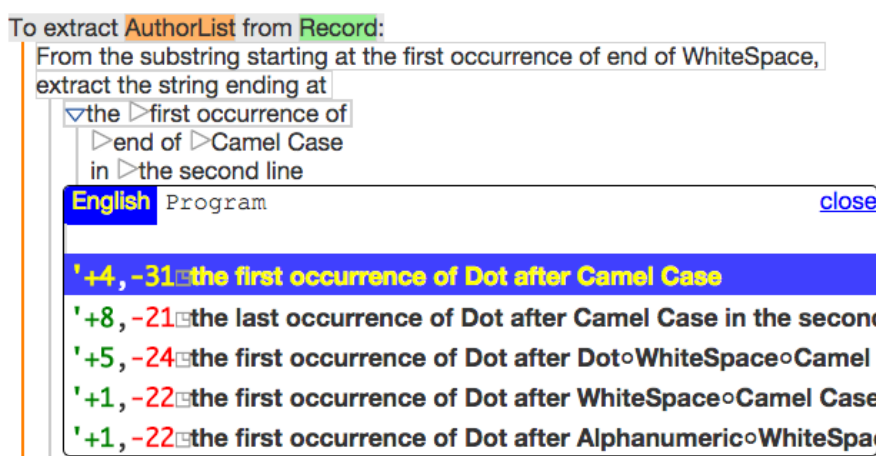 To extract AuthorList from Record:
From the substring starting at the first occurrence of end of WhiteSpace,
extract the string ending at
▽the ▷first occurrence of
▷end of ▷Camel Case
in ▷the second line
English Program close
'+4,-31 the first occurrence of Dot after Camel Case
'+8,-21 the last occurrence of Dot after Camel Case in the second
'+5,-24 the first occurrence of Dot after Dot∘WhiteSpace∘Camel
'+1,-22 the first occurrence of Dot after WhiteSpace∘Camel Case
'+1,-22 the first occurrence of Dot after Alphanumeric∘WhiteSpa